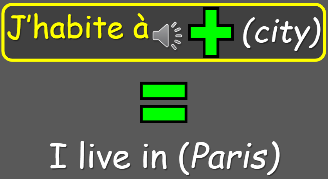 J'habite à + (city)
=
I live in (Paris)